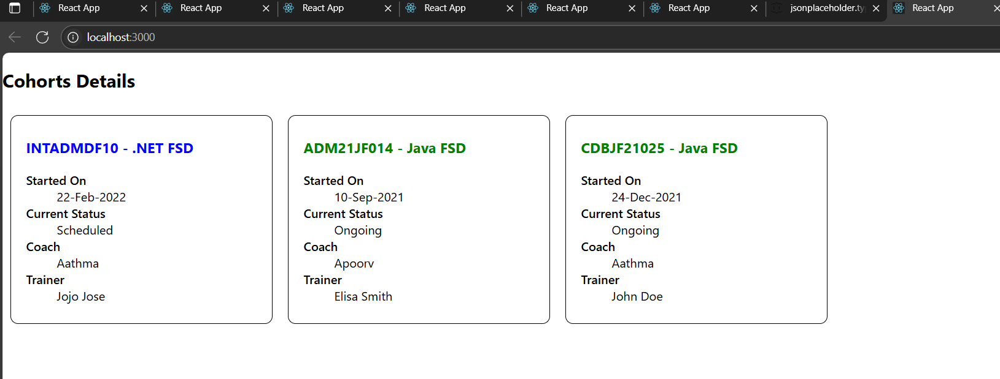 React App
React App
React App
React App
React App
React App
jsonplaceholder.ty
React App
localhost:3000
Cohorts Details
INTADMDF10 - .NET FSD
Started On
22-Feb-2022
Current Status
Scheduled
Coach
Aathma
Trainer
Jojo Jose
ADM21JF014 - Java FSD
Started On
10-Sep-2021
Current Status
Ongoing
Coach
Apoorv
Trainer
Elisa Smith
CDBJF21025 - Java FSD
Started On
24-Dec-2021
Current Status
Ongoing
Coach
Aathma
Trainer
John Doe